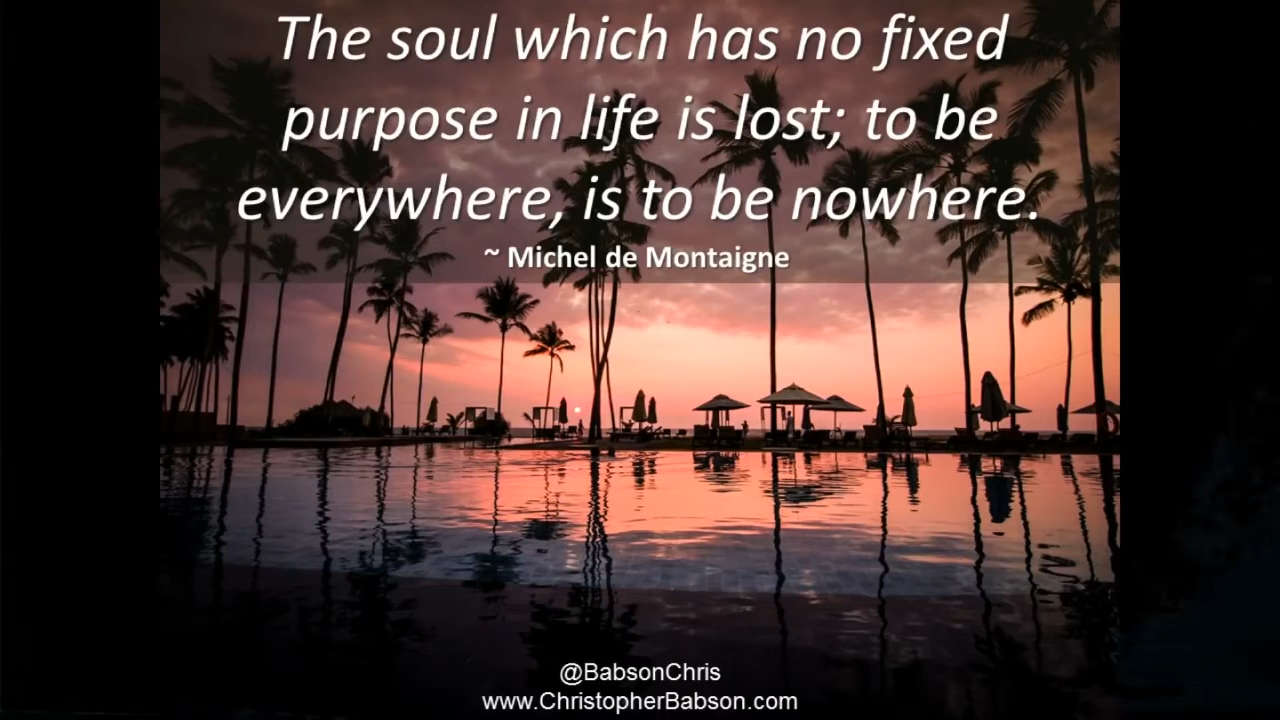 The soul which has no fixed
purpose in life is lost; to be
everywhere, is to be nowhere.
~ Michel de Montaigne
@BabsonChris
www.ChristopherBabson.com